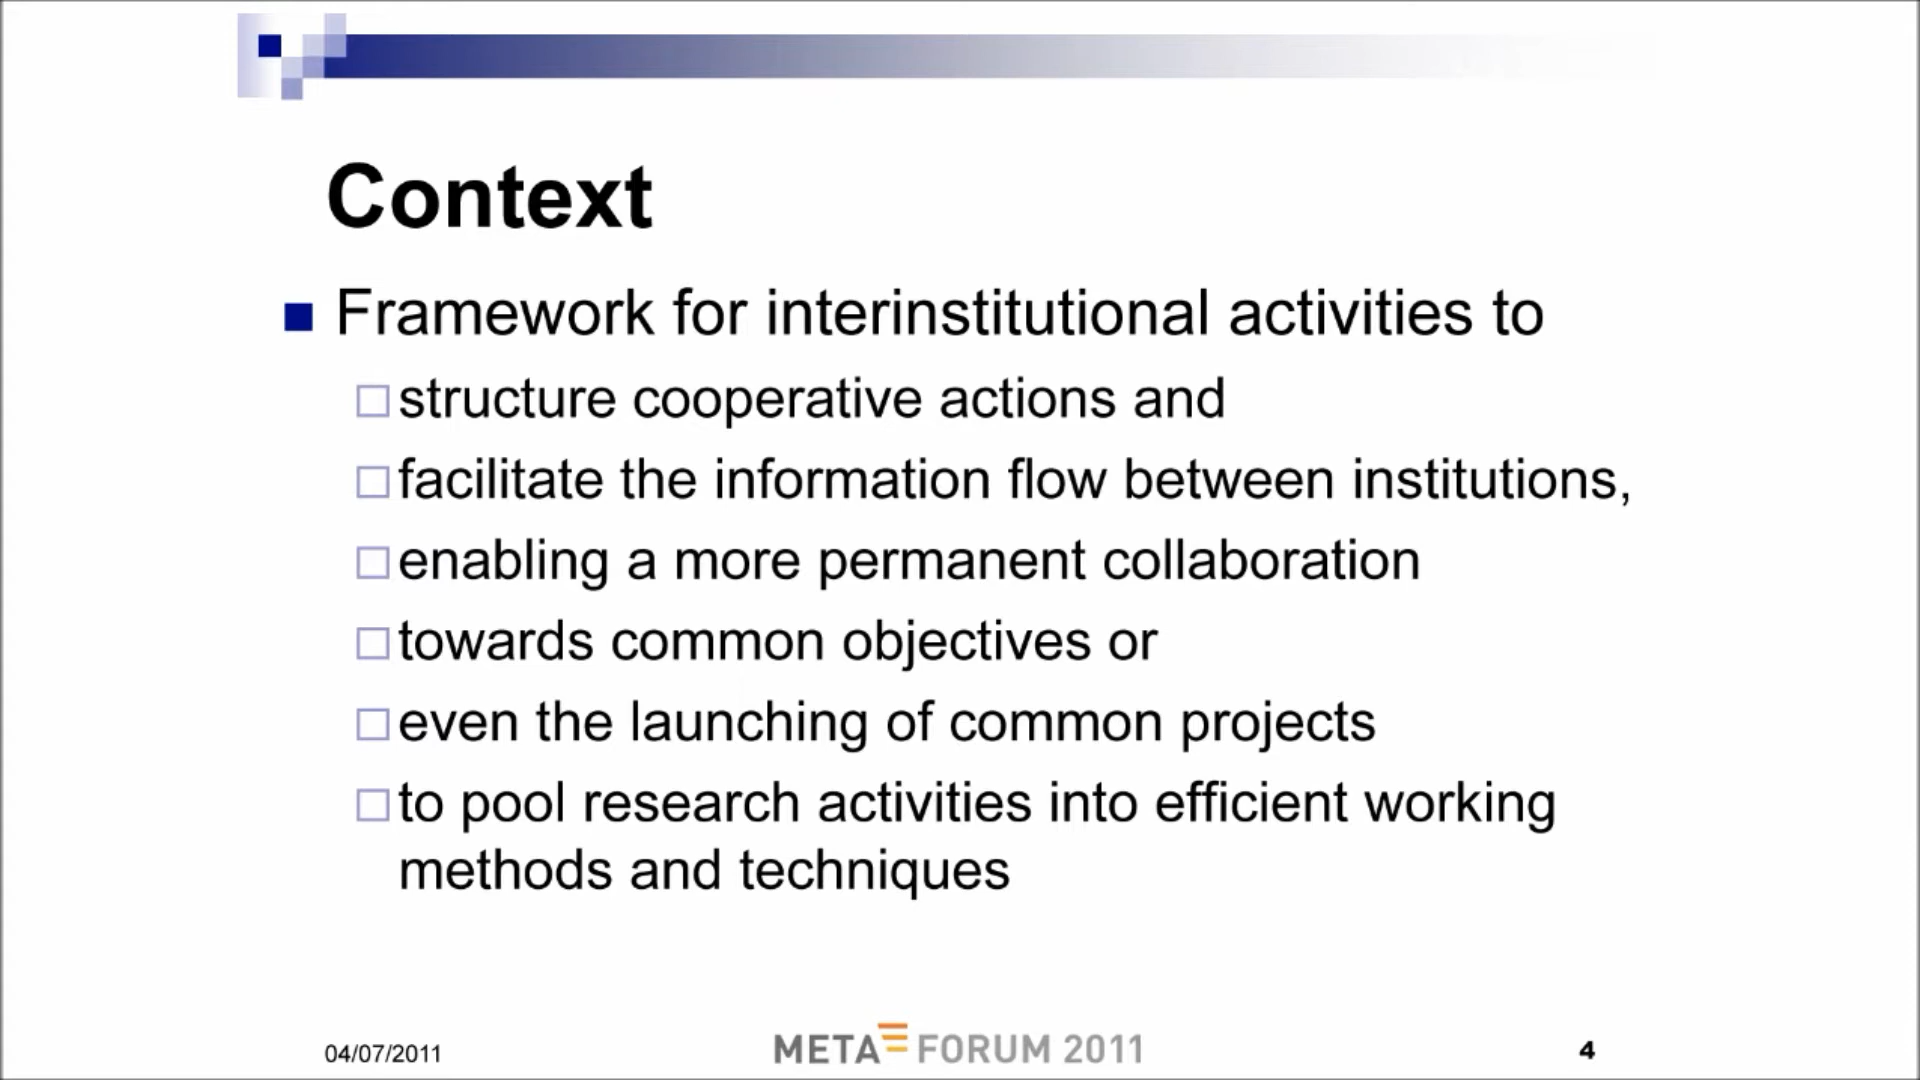 Context
Framework for interinstitutional activities to
structure cooperative actions and
facilitate the information flow between institutions,
enabling a more permanent collaboration
towards common objectives or
even the launching of common projects
to pool research activities into efficient working
methods and techniques
04/07/2011
META FORUM 2011
4